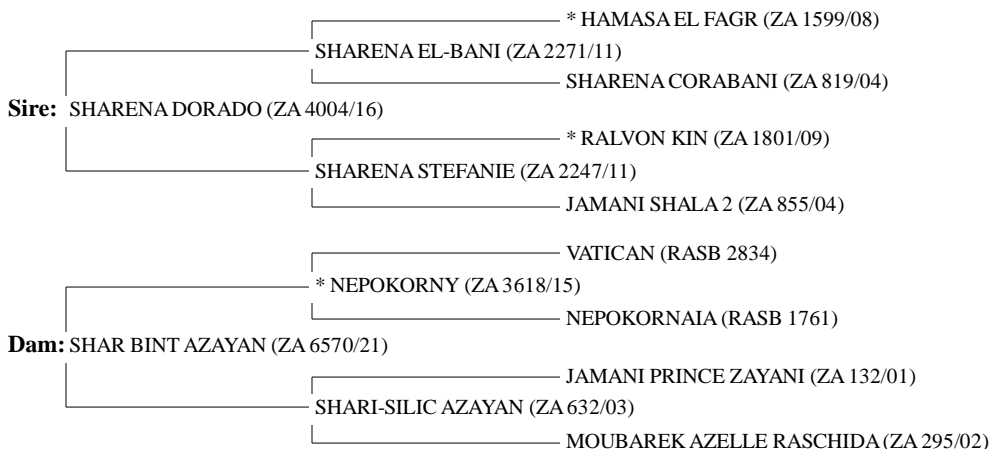 * HAMASA EL FAGR (ZA 1599/08)
SHARENA EL-BANI (ZA 2271/11)
SHARENA CORABANI (ZA 819/04)
Sire: SHARENA DORADO (ZA 4004/16)
* RALVON KIN (ZA 1801/09)
SHARENA STEFANIE (ZA 2247/11)
JAMANI SHALA 2 (ZA 855/04)
VATICAN (RASB 2834)
* NEPOKORNY (ZA 3618/15)
NEPOKORNAIA (RASB 1761)
Dam: SHAR BINT AZAYAN (ZA 6570/21)
JAMANI PRINCE ZAYANI (ZA 132/01)
SHARI-SILIC AZAYAN (ZA 632/03)
MOUBAREK AZELLE RASCHIDA (ZA 295/02)